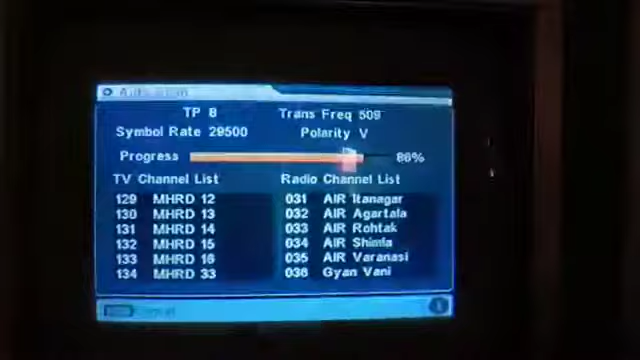 TP 8 Trans Freq 509
Symbol Rate 29500 Polarity V
Progress 86%
TV Channel List Radio Channel List
129 MHRD 12 031 AIR Itanagar
130 MHRD 13 032 AIR Agartala
131 MHRD 14 033 AIR Rohtak
132 MHRD 15 034 AIR Shimla
133 MHRD 16 035 AIR Varanasi
134 MHRD 33 036 Gyan Vani